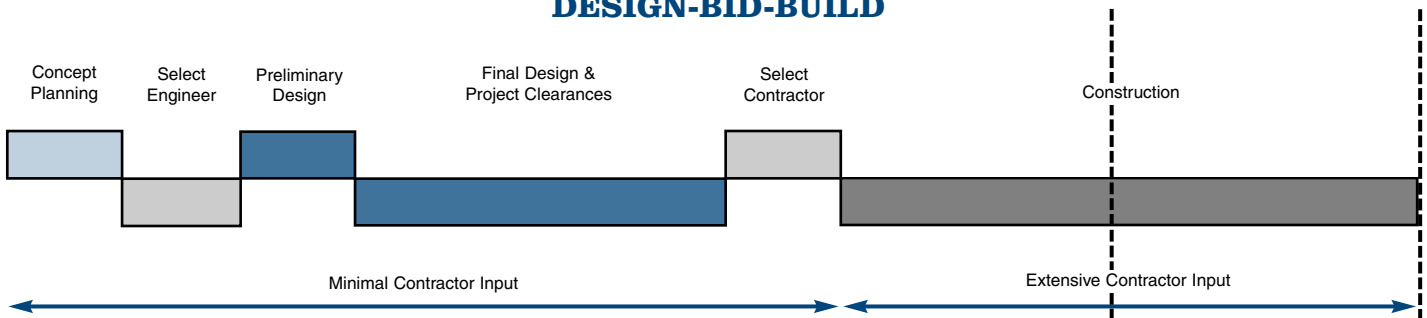 DESIGN-BID-BUILD
Concept
Planning
Select
Engineer
Preliminary
Design
Final Design &
Project Clearances
Select
Contractor
Construction
Minimal Contractor Input
Extensive Contractor Input